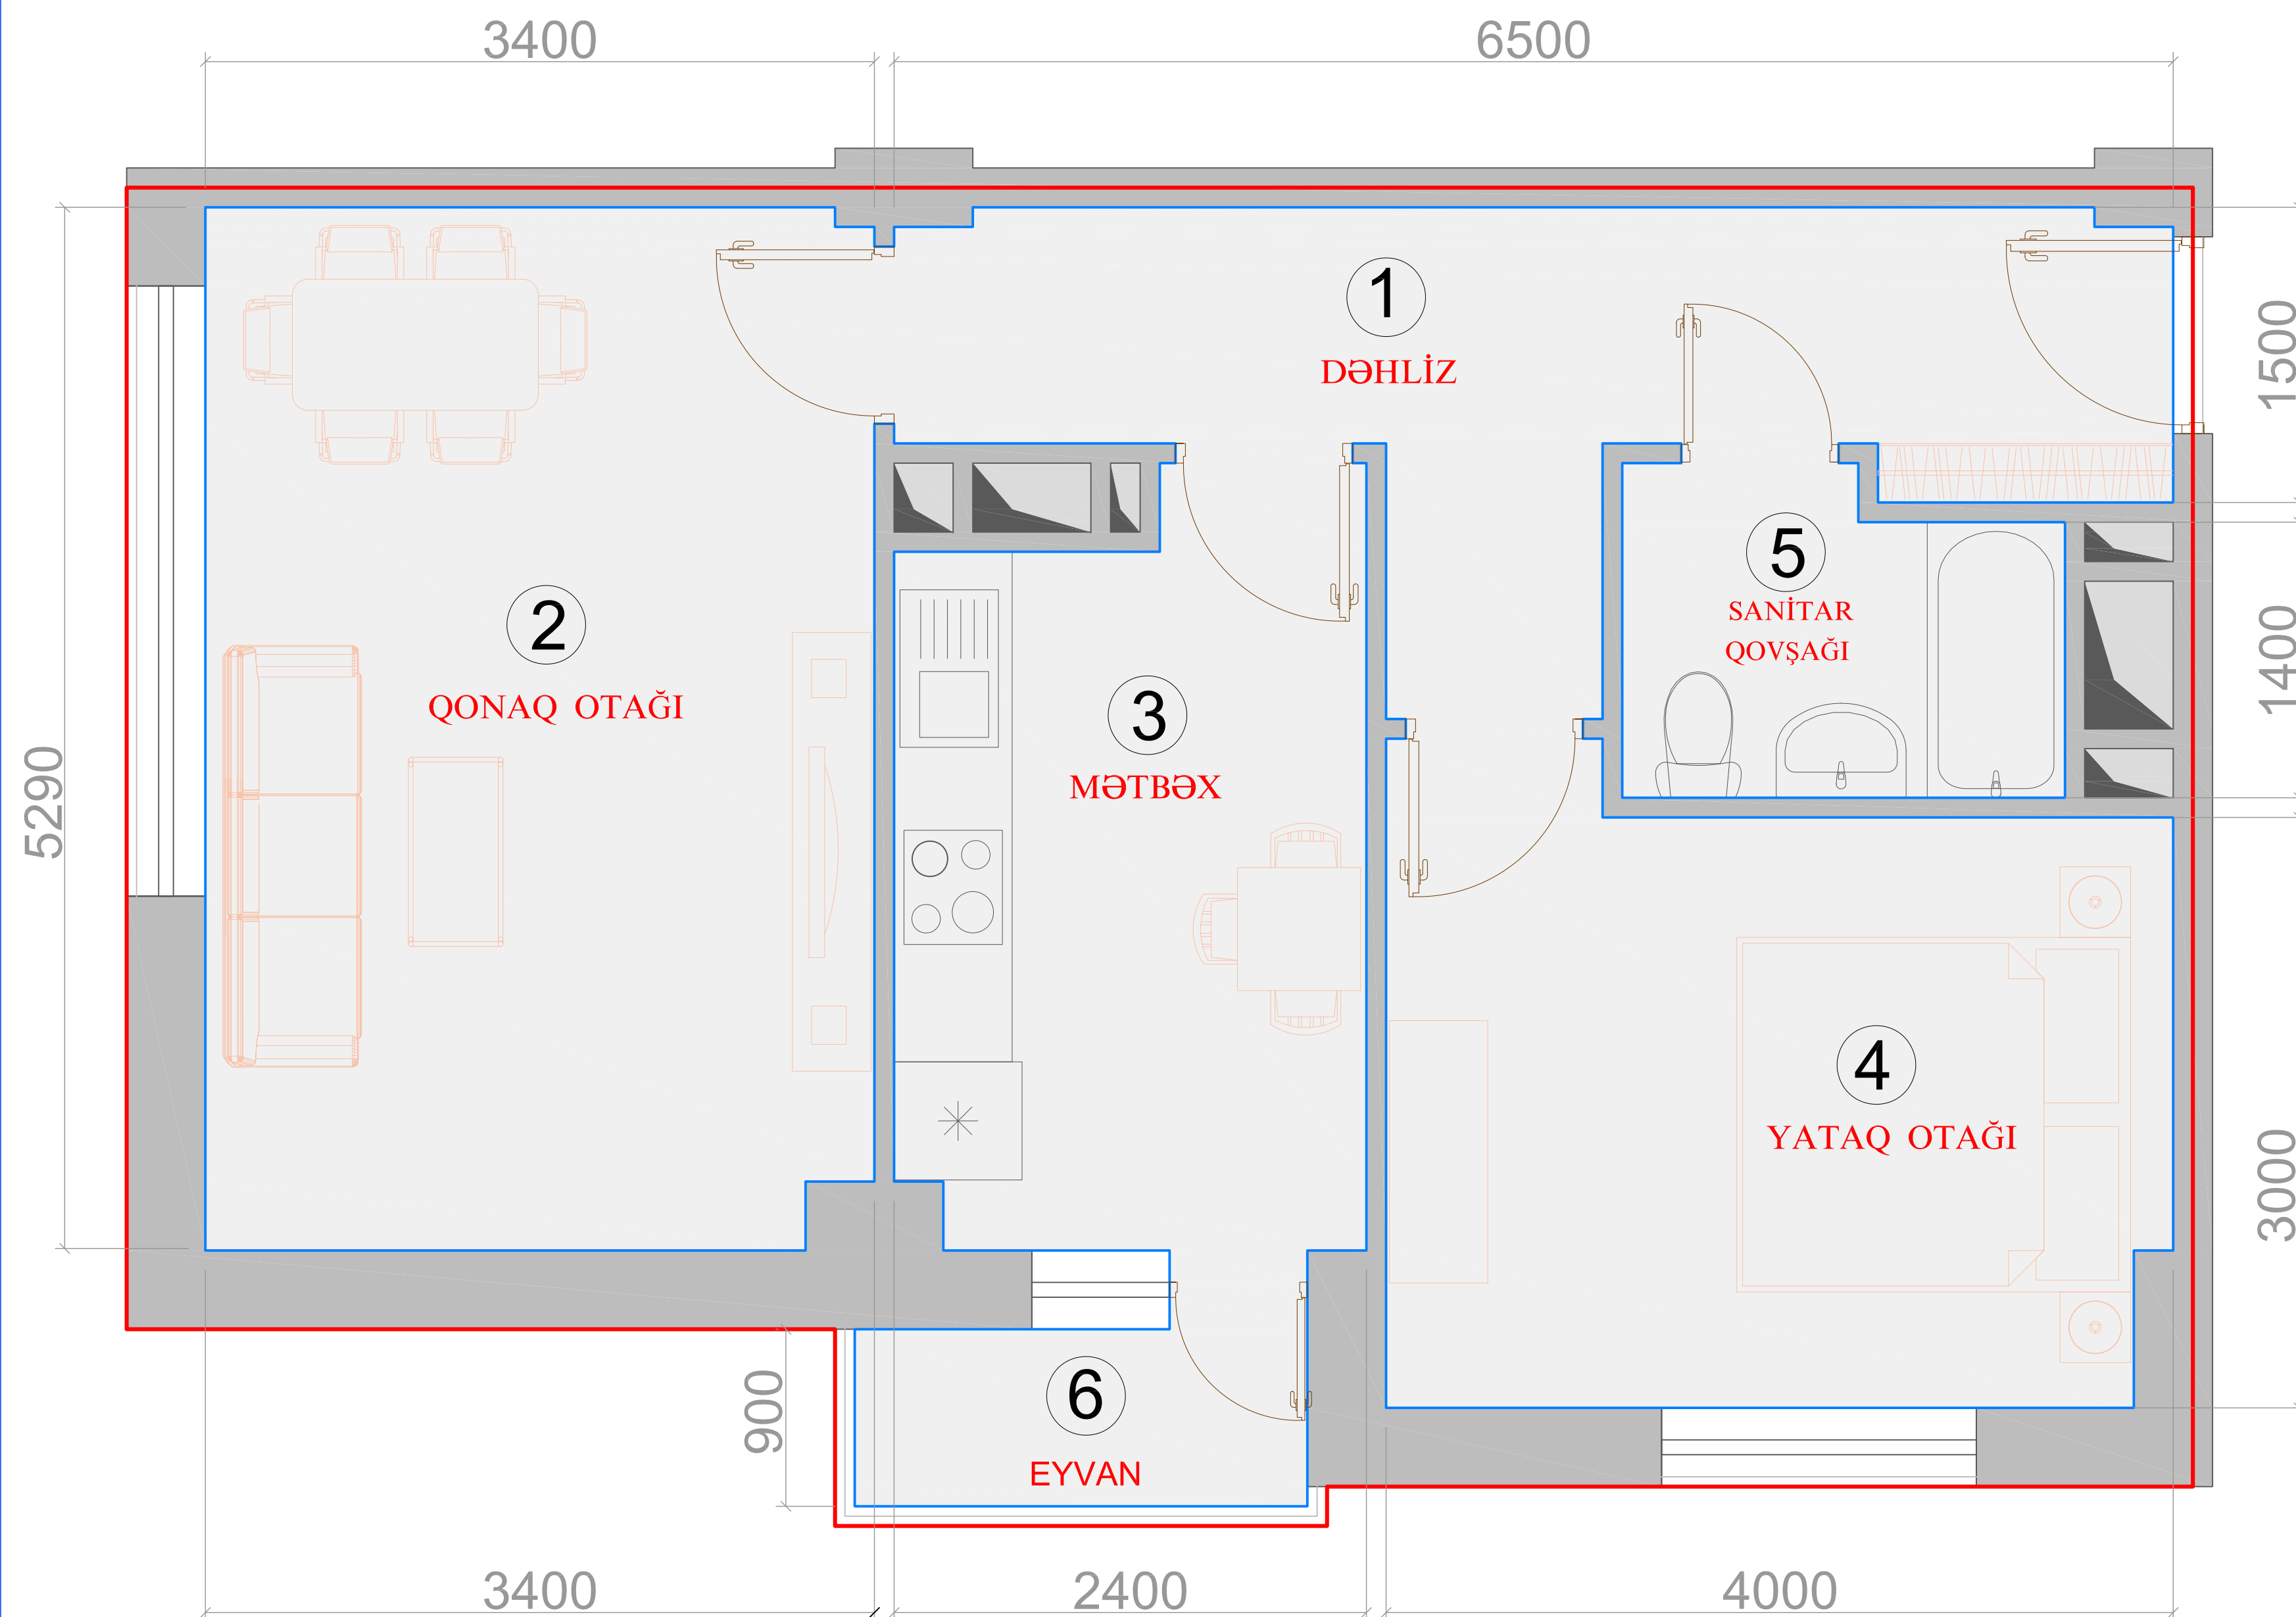 3400
6500
1
DƏHLİZ
1500
2
QONAQ OTAĞI
5
SANİTAR
QOVŞAĞI
1400
3
MƏTBƏX
5290
4
YATAQ OTAĞI
3000
6
EYVAN
900
3400
2400
4000